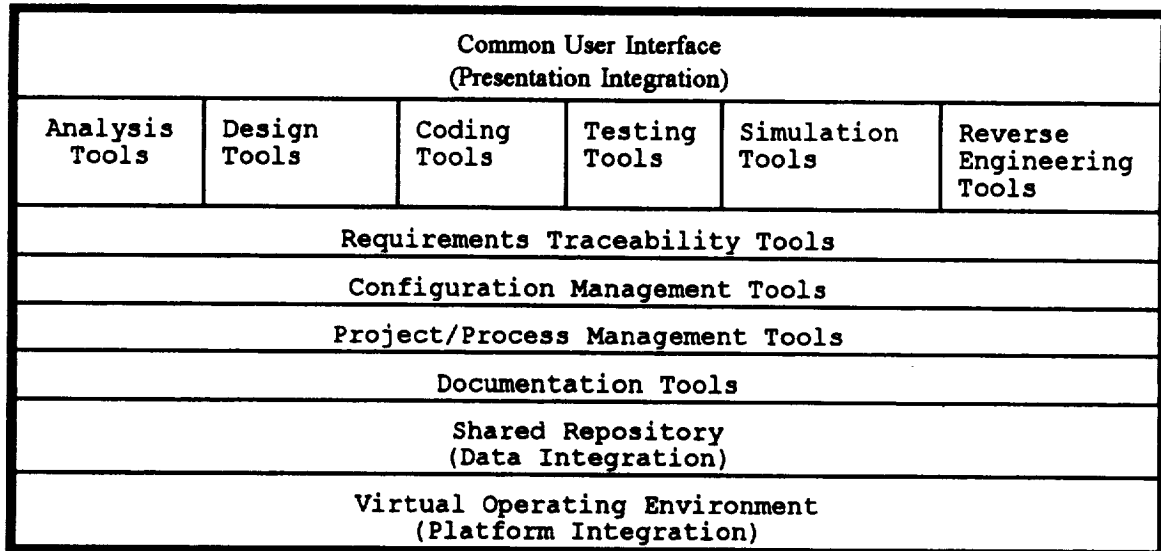 Common User Interface
(Presentation Integration)
Analysis
Tools
Design
Tools
Coding
Tools
Testing
Tools
Simulation
Tools
Reverse
Engineering
Tools
Requirements Traceability Tools
Configuration Management Tools
Project/Process Management Tools
Documentation Tools
Shared Repository
(Data Integration)
Virtual Operating Environment
(Platform Integration)